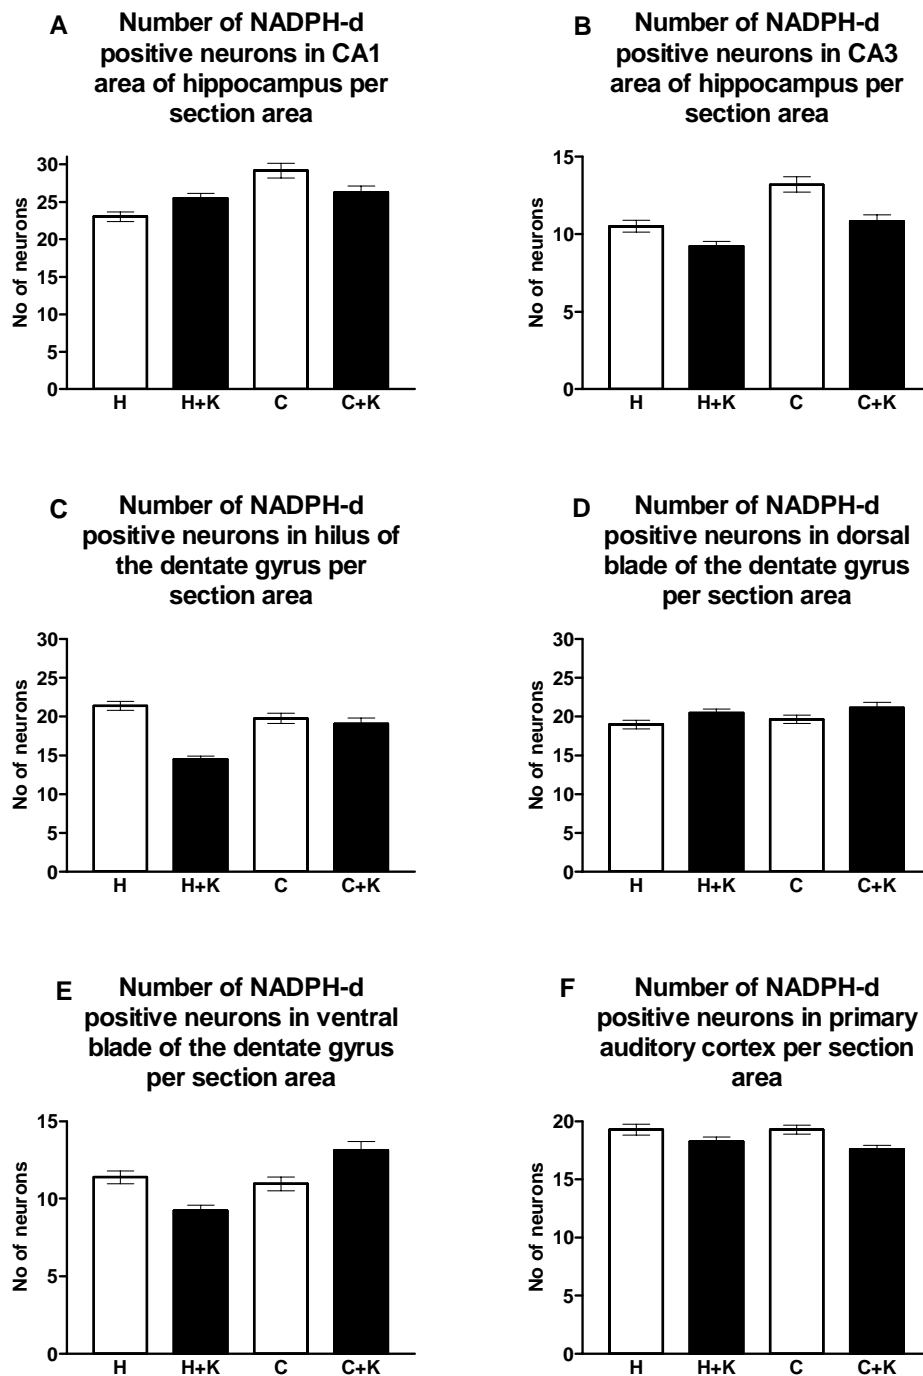 A
Number of NADPH-d
positive neurons in CA1
area of hippocampus per
section area
No of neurons
30
25
20
15
10
5
0
H H+K C C+K
B
Number of NADPH-d
positive neurons in CA3
area of hippocampus per
section area
No of neurons
15
10
5
0
H H+K C C+K
C
Number of NADPH-d
positive neurons in hilus of
the dentate gyrus per
section area
No of neurons
30
25
20
15
10
5
0
H H+K C C+K
D
Number of NADPH-d
positive neurons in dorsal
blade of the dentate gyrus
per section area
No of neurons
30
25
20
15
10
5
0
H H+K C C+K
E
Number of NADPH-d
positive neurons in ventral
blade of the dentate gyrus
per section area
No of neurons
15
10
5
0
H H+K C C+K
F
Number of NADPH-d
positive neurons in primary
auditory cortex per section
area
No of neurons
20
15
10
5
0
H H+K C C+K